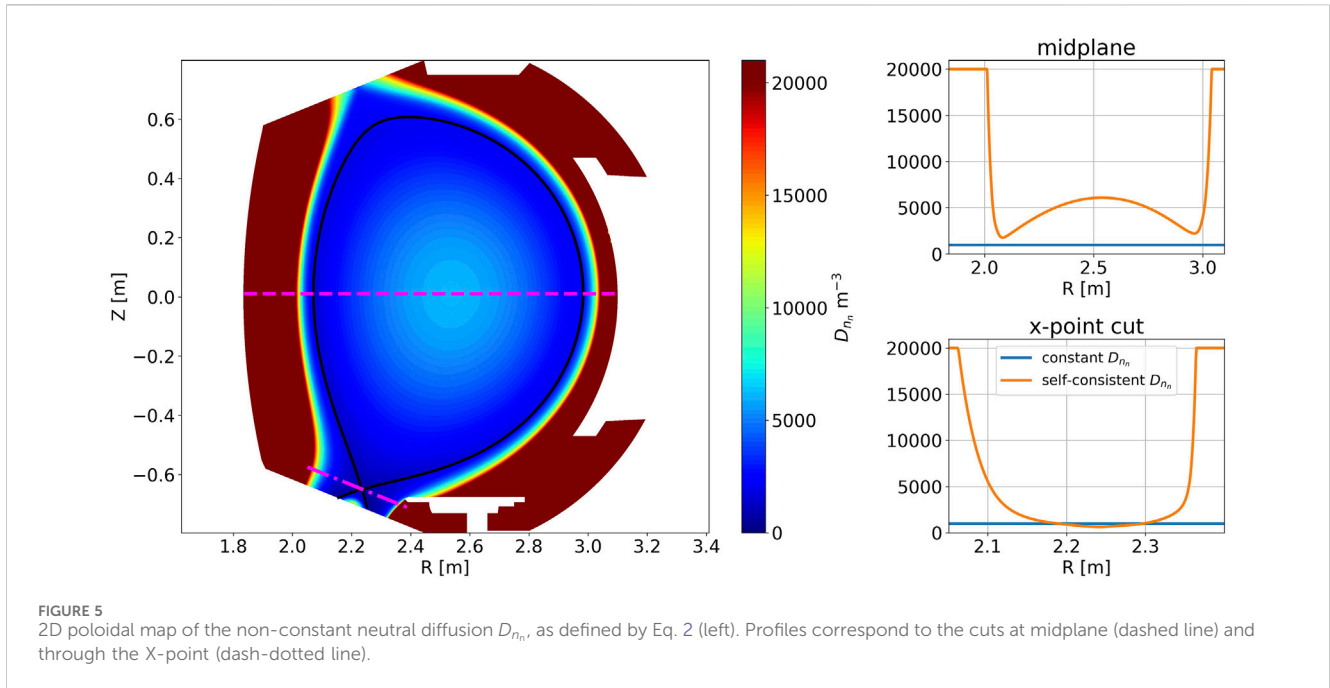 midplane
0.6
0.4
0.2
0.0
−0.2
−0.4
−0.6
Z [m]
1.8 2.0 2.2 2.4 2.6 2.8 3.0 3.2 3.4
R [m]
20000
15000
10000
5000
0
D_{n_n} m^{−3}
20000
15000
10000
5000
0
2.0 2.5 3.0
R [m]
x-point cut
20000
15000
10000
5000
0
constant D_{n_n}
self-consistent D_{n_n}
2.1 2.2 2.3
R [m]
FIGURE 5
2D poloidal map of the non-constant neutral diffusion D_{n_n}, as defined by Eq. 2 (left). Profiles correspond to the cuts at midplane (dashed line) and
through the X-point (dash-dotted line).